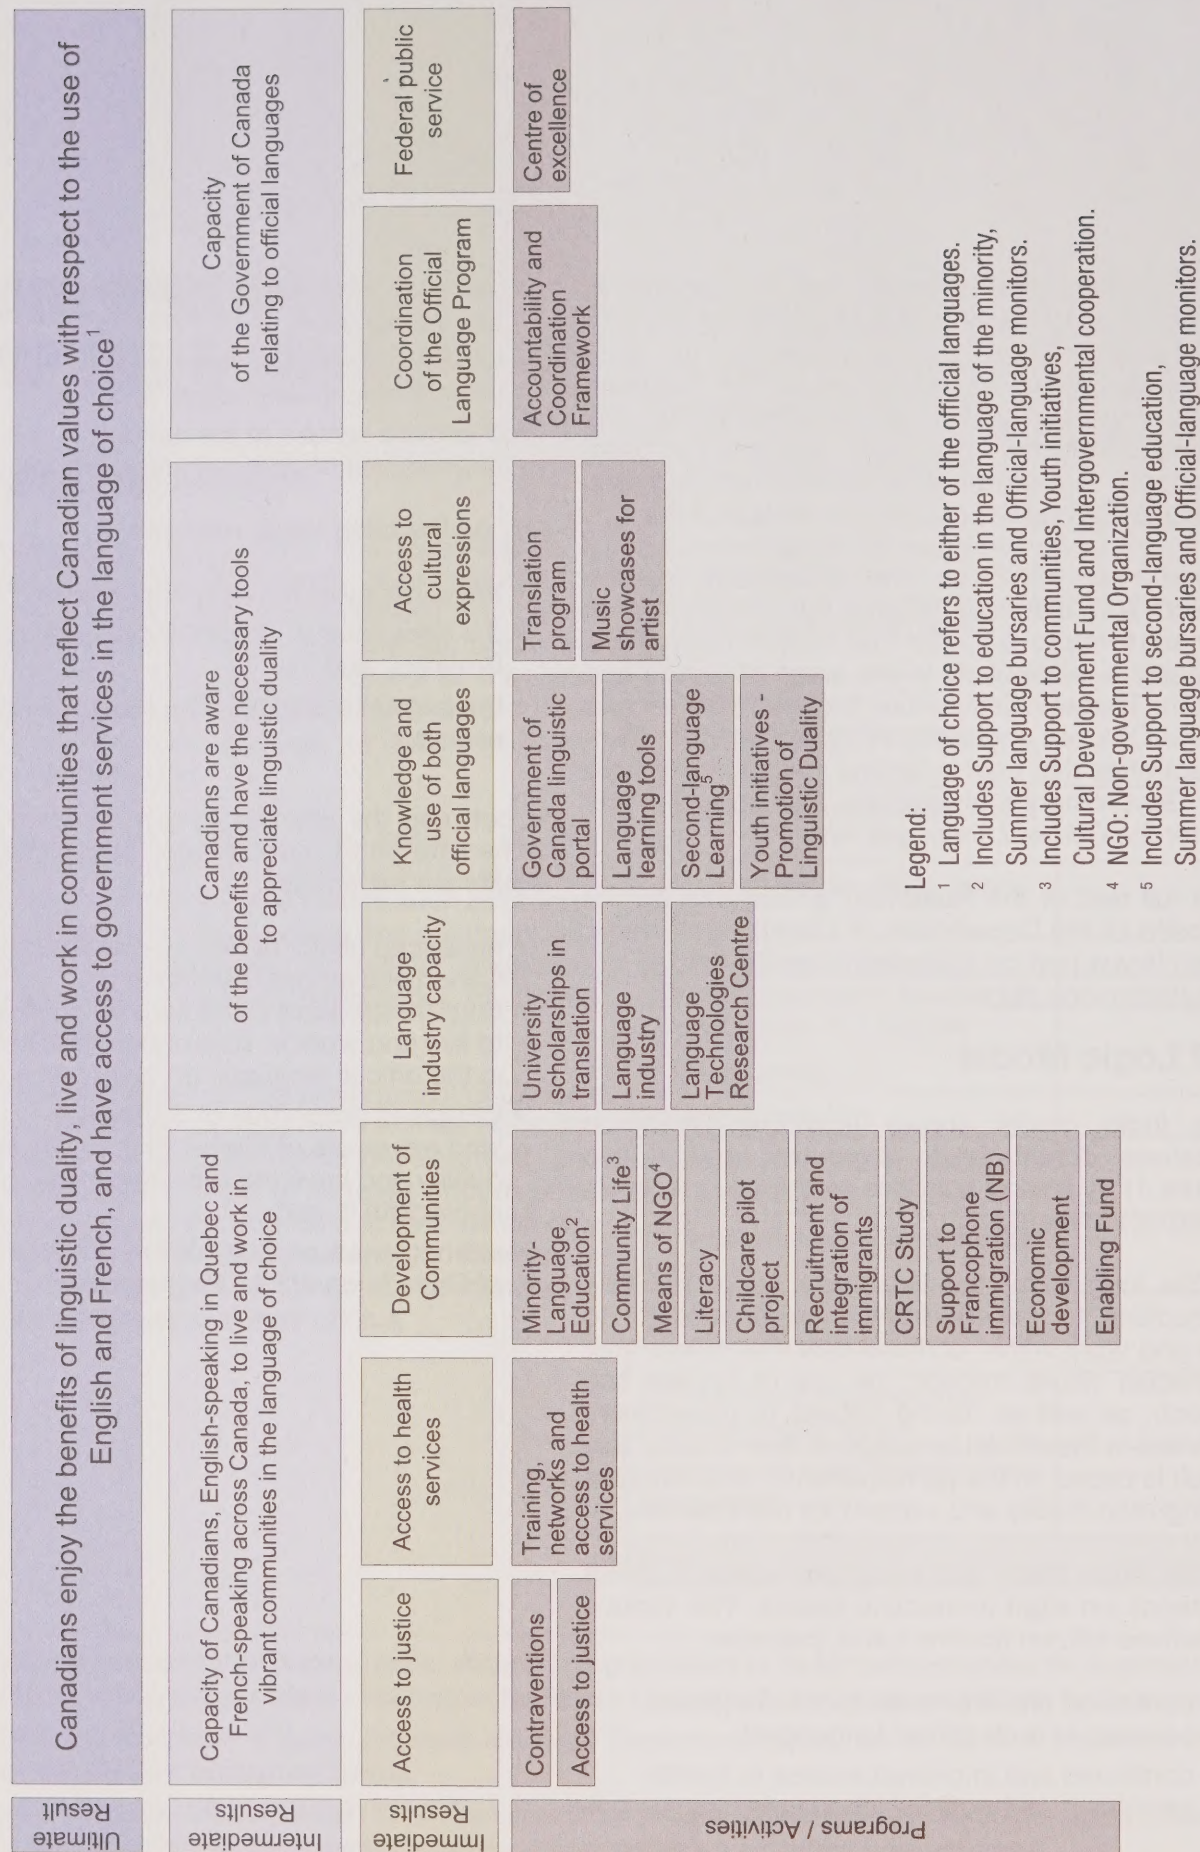 Ultimate
Result
Canadians enjoy the benefits of linguistic duality, live and work in communities that reflect Canadian values with respect to the use of
English and French, and have access to government services in the language of choice1
Intermediate
Results
Capacity of Canadians, English-speaking in Quebec and
French-speaking across Canada, to live and work in
vibrant communities in the language of choice
Canadians are aware
of the benefits and have the necessary tools
to appreciate linguistic duality
Capacity
of the Government of Canada
relating to official languages
Immediate
Results
Access to justice
Access to health
services
Development of
Communities
Language
industry capacity
Knowledge and
use of both
official languages
Access to
cultural
expressions
Coordination
of the Official
Language Program
Federal public
service
Programs / Activities
Contraventions
Access to justice
Training,
networks and
access to health
services
Minority-
Language
Education2
Community Life3
Means of NGO4
Literacy
Childcare pilot
project
Recruitment and
integration of
immigrants
CRTC Study
Support to
Francophone
immigration (NB)
Economic
development
Enabling Fund
University
scholarships in
translation
Language
industry
Language
Technologies
Research Centre
Government of
Canada linguistic
portal
Language
learning tools
Second-language
Learning5
Youth initiatives -
Promotion of
Linguistic Duality
Translation
program
Music
showcases for
artist
Accountability and
Coordination
Framework
Centre of
excellence
Legend:
1 Language of choice refers to either of the official languages.
2 Includes Support to education in the language of the minority,
Summer language bursaries and Official-language monitors.
3 Includes Support to communities, Youth initiatives,
Cultural Development Fund and Intergovernmental cooperation.
4 NGO: Non-governmental Organization.
5 Includes Support to second-language education,
Summer language bursaries and Official-language monitors.